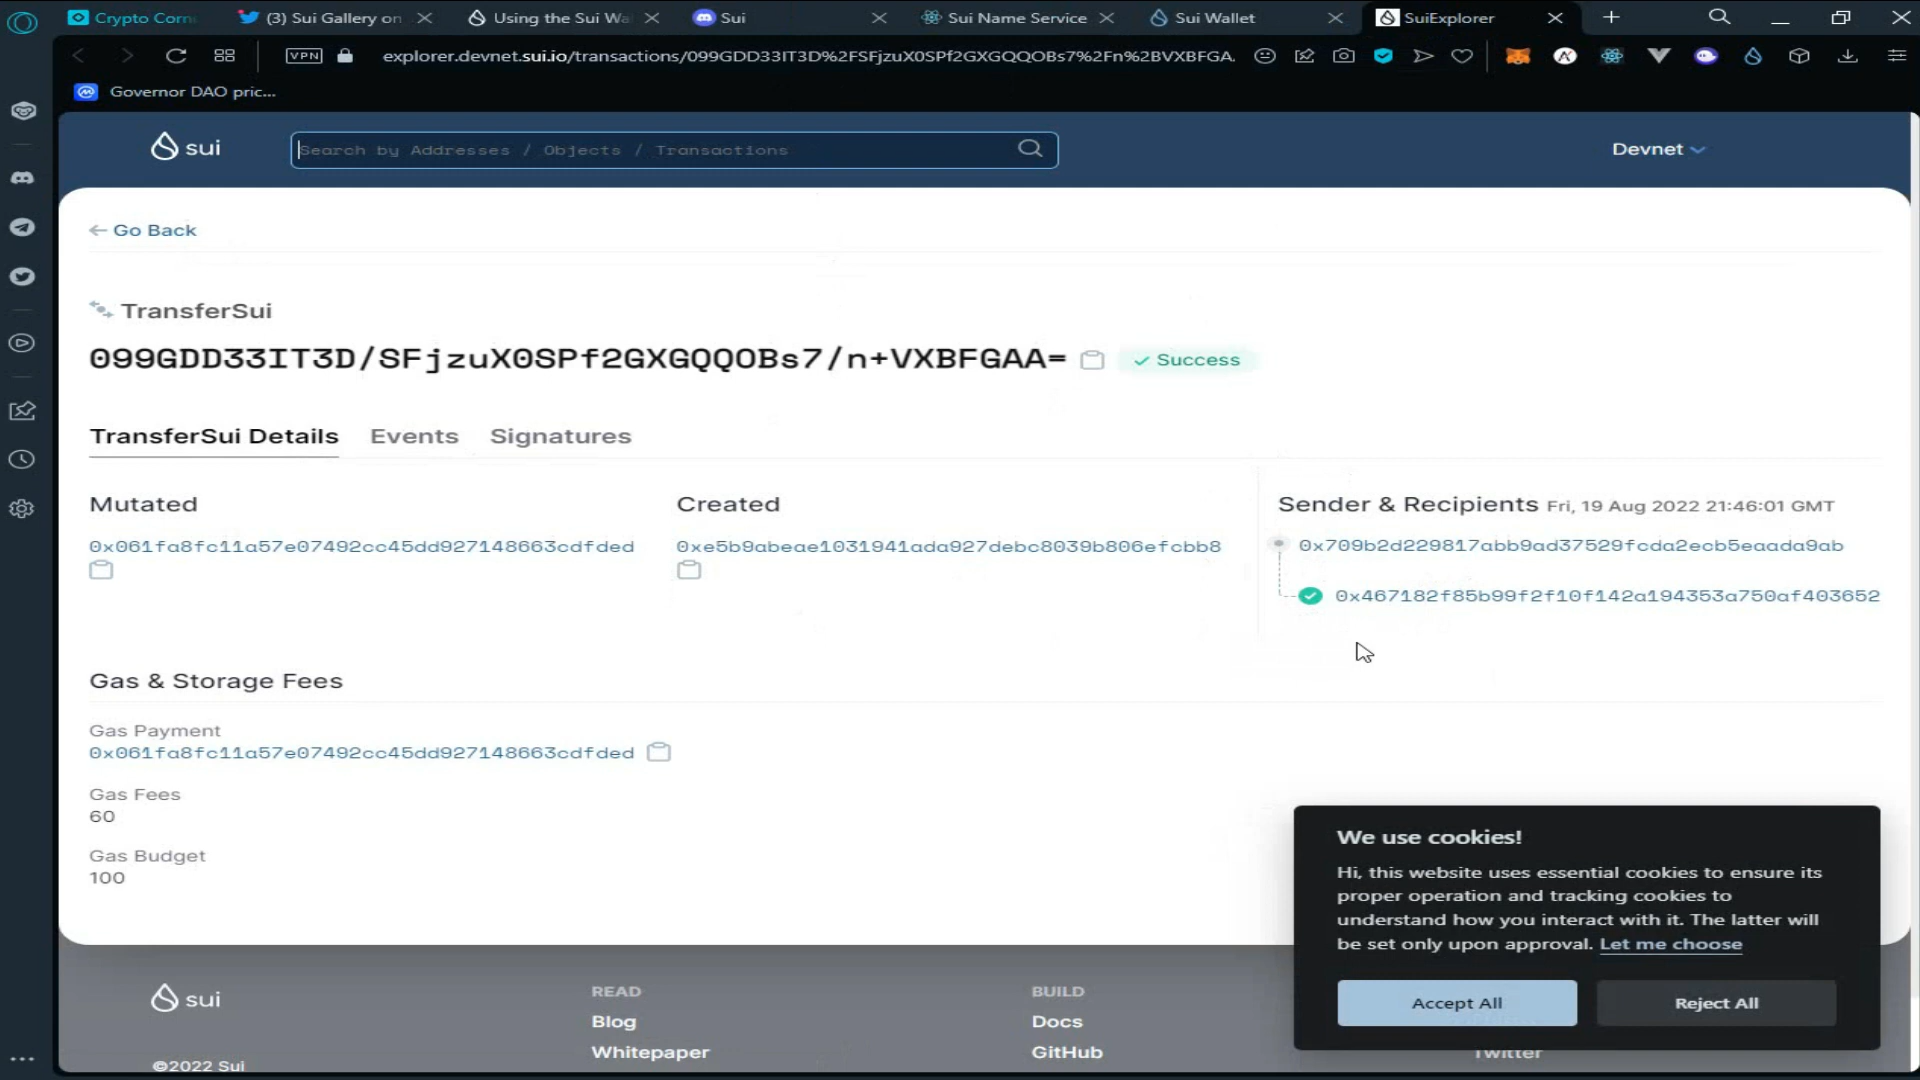 Crypto Corn
(3) Sui Gallery on
Using the Sui Wa
Sui
Sui Name Service
Sui Wallet
SuiExplorer
VPN
explorer.devnet.sui.io/transactions/099GDD33IT3D%2FSFjzuX0SPf2GXGQQOBs7%2Fn%2BVXBFGA.
Governor DAO pric...
sui
Search by Addresses / Objects / Transactions
Devnet
Go Back
TransferSui
099GDD33IT3D/SFjzuX0SPf2GXGQQOBs7/n+VXBFGAA=
Success
TransferSui Details
Events
Signatures
Mutated
0x061fa8fc11a57e07492cc45dd927148663cdfded
Created
0xe5b9abeae1031941ada927debc8039b806efcbb8
Sender & Recipients Fri, 19 Aug 2022 21:46:01 GMT
0x709b2d229817abb9ad37529fcda2ecb5eaada9ab
0x467182f85b99f2f10f142a194353a750af403652
Gas & Storage Fees
Gas Payment
0x061fa8fc11a57e07492cc45dd927148663cdfded
Gas Fees
60
Gas Budget
100
We use cookies!
Hi, this website uses essential cookies to ensure its
proper operation and tracking cookies to
understand how you interact with it. The latter will
be set only upon approval. Let me choose
Accept All
Reject All
sui
©2022 Sui
READ
Blog
Whitepaper
BUILD
Docs
GitHub
Twitter